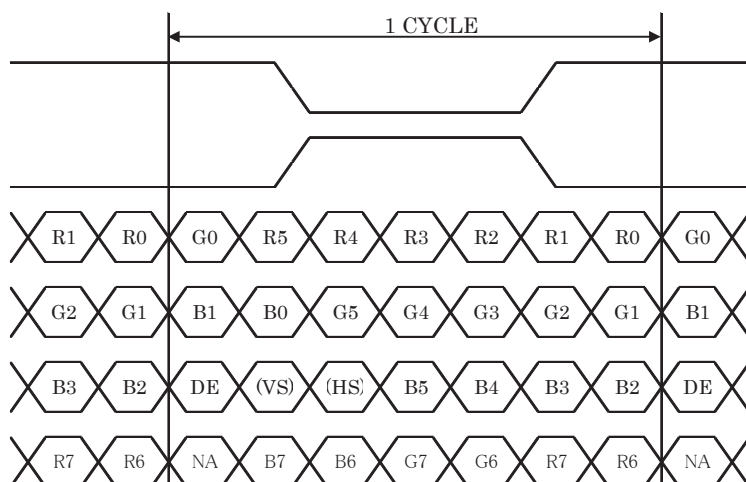 1 CYCLE
R1 R0 G0 R5 R4 R3 R2 R1 R0 G0
G2 G1 B1 B0 G5 G4 G3 G2 G1 B1
B3 B2 DE (VS) (HS) B5 B4 B3 B2 DE
R7 R6 NA B7 B6 G7 G6 R7 R6 NA